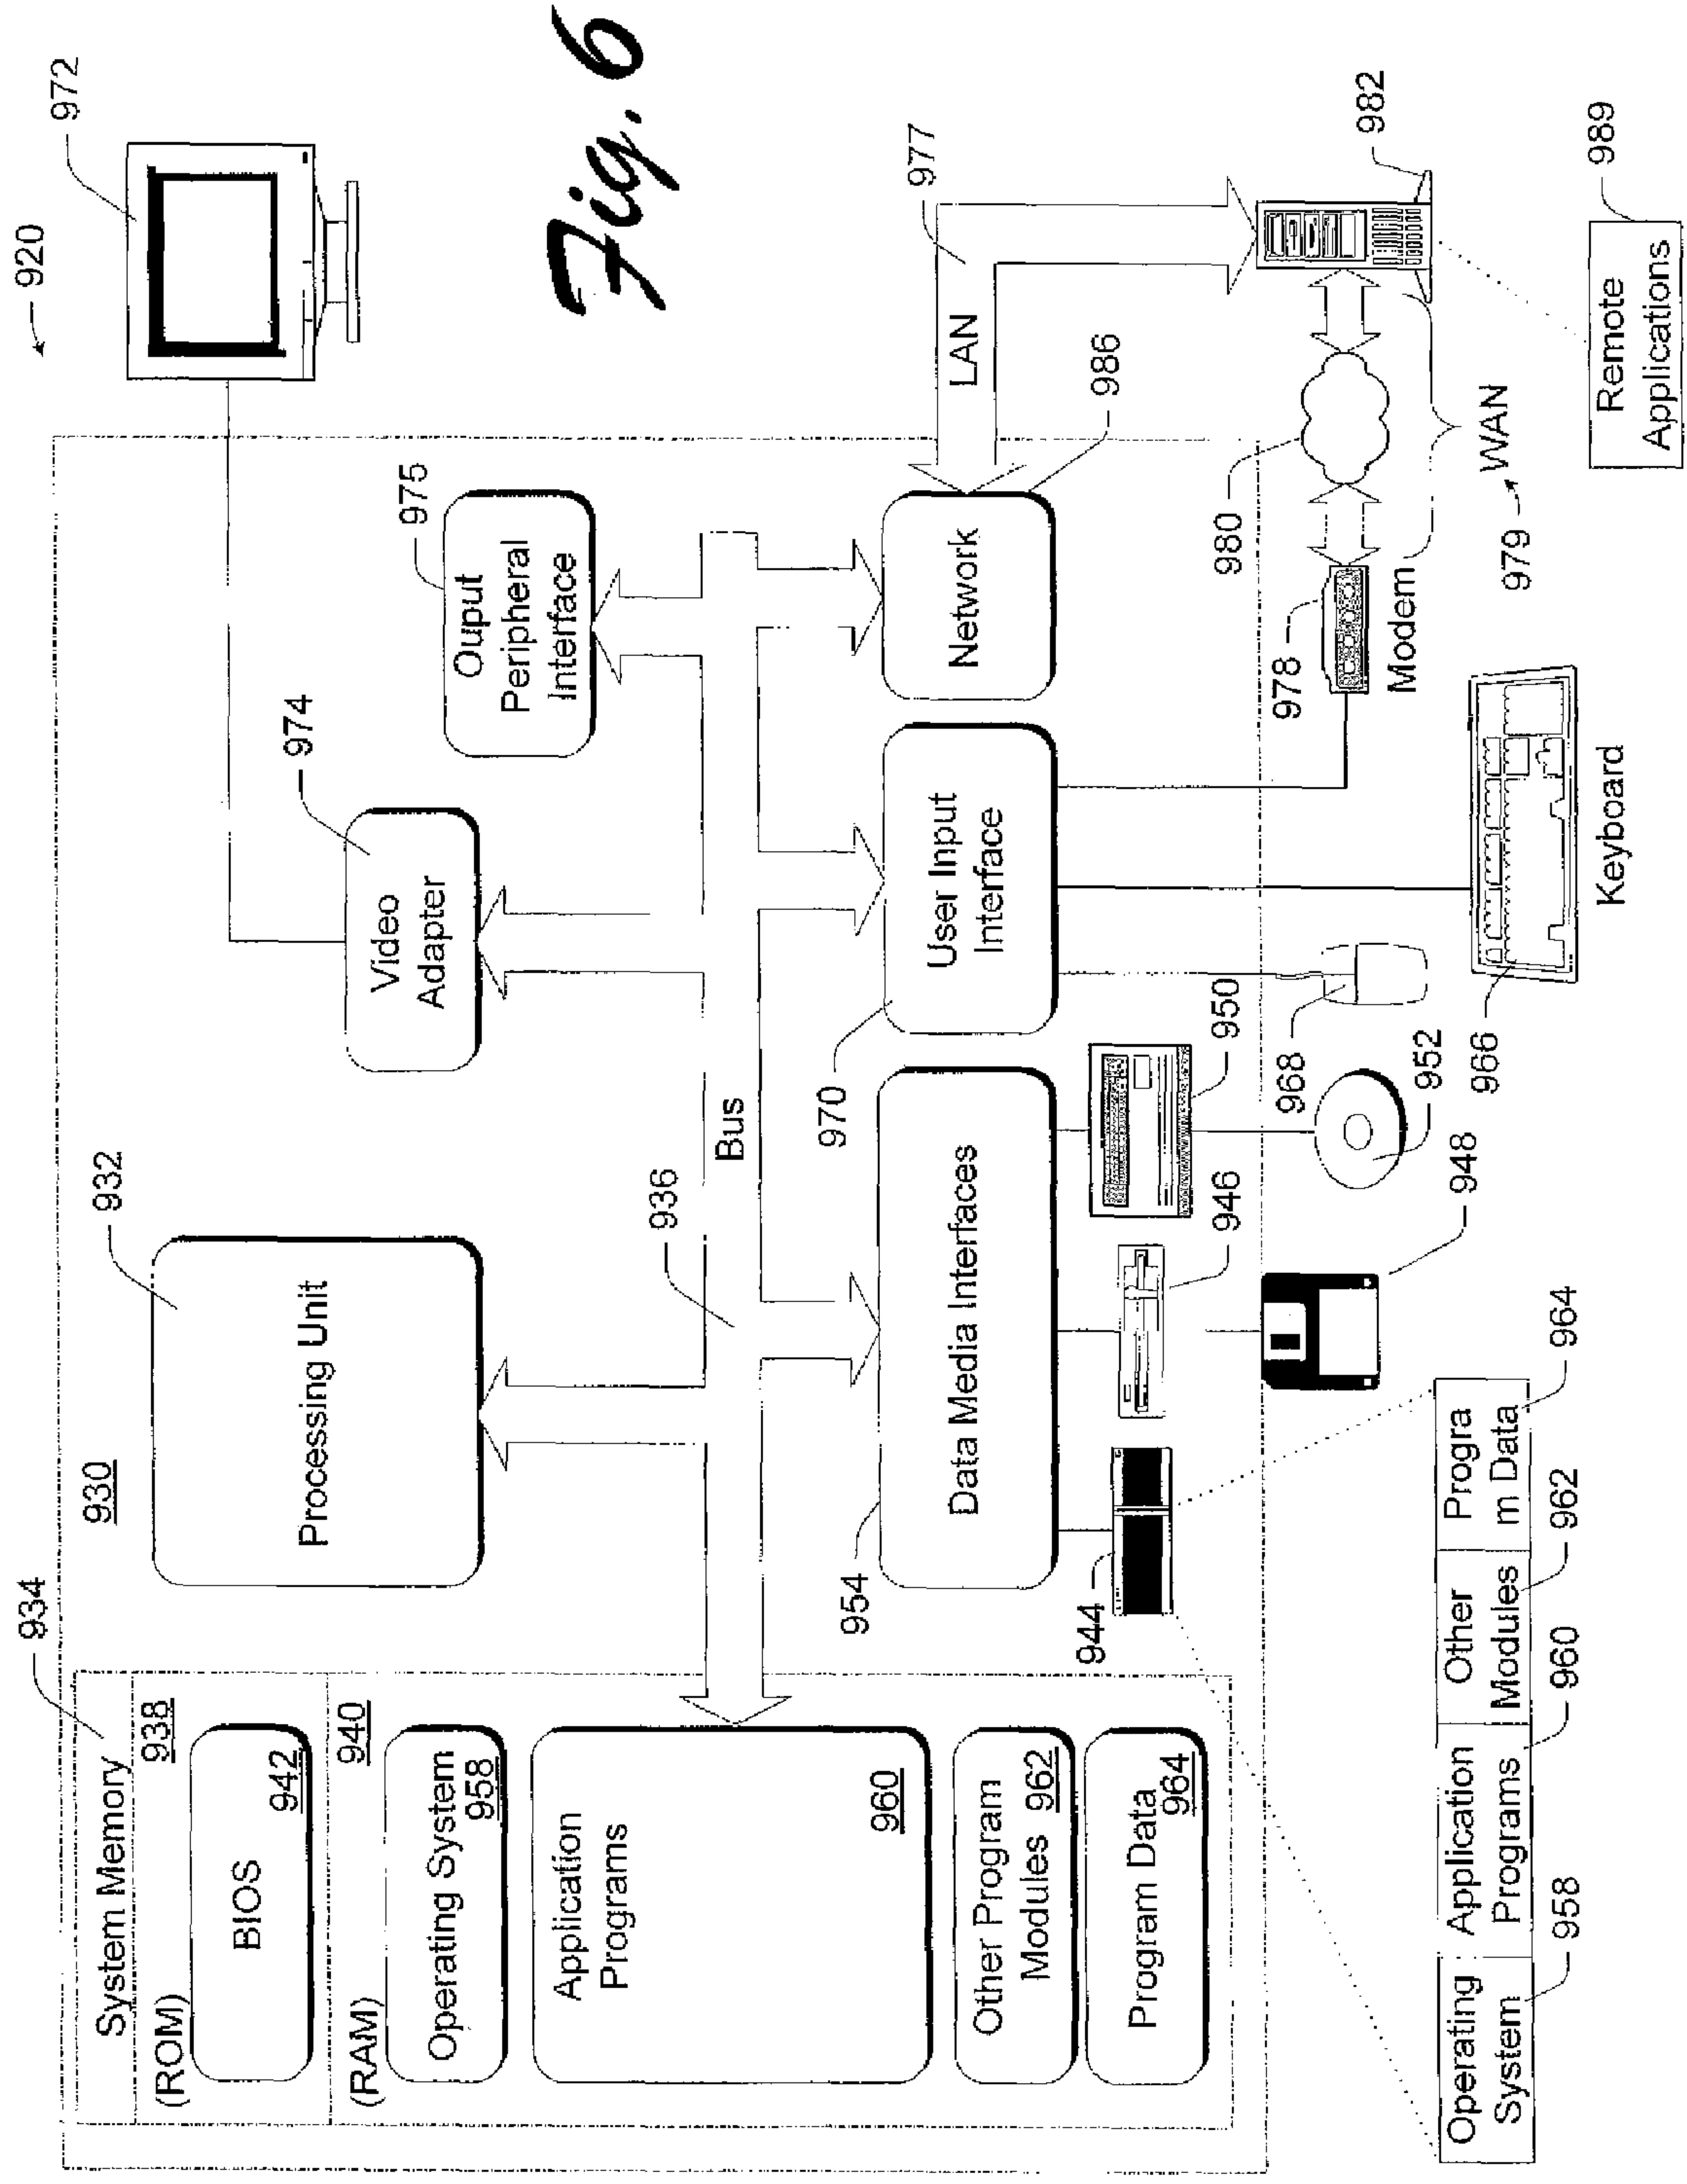 920
972
934
930
932
974
975
System Memory
(ROM)
938
BIOS
942
(RAM)
940
Operating System
958
Application
Programs
960
Other Program
Modules 962
Program Data
964
Processing Unit
936
Bus
Video
Adapter
Ouput
Peripheral
Interface
Fig. 6
954
Data Media Interfaces
970
User Input
Interface
Network
986
LAN
977
944
946
950
948
952
968
966
Keyboard
978
Modem
980
979
WAN
982
Remote
Applications
989
Operating
System
958
Application
Programs
960
Other
Modules
962
Progra
m Data
964